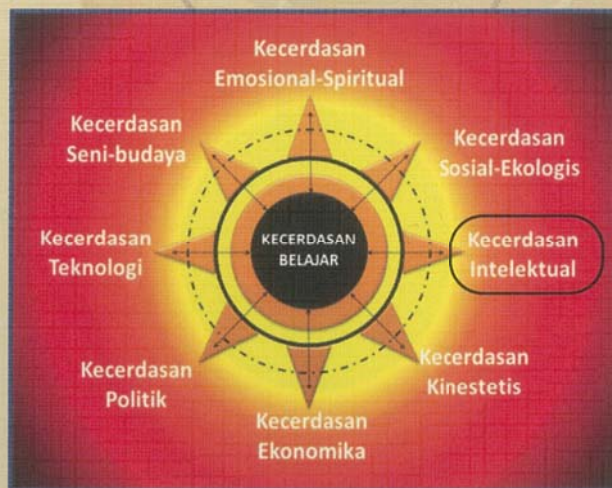 Kecerdasan
Emosional-Spiritual
Kecerdasan
Seni-budaya
Kecerdasan
Sosial-Ekologis
Kecerdasan
Teknologi
KECERDASAN
BELAJAR
Kecerdasan
Intelektual
Kecerdasan
Politik
Kecerdasan
Kinestetis
Kecerdasan
Ekonomika